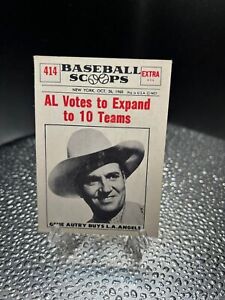 414
BASEBALL
SCOOPS
EXTRA
NEW YORK, OCT. 26, 1960
AL Votes to Expand
to 10 Teams
GENE AUTRY BUYS L.A. ANGELS